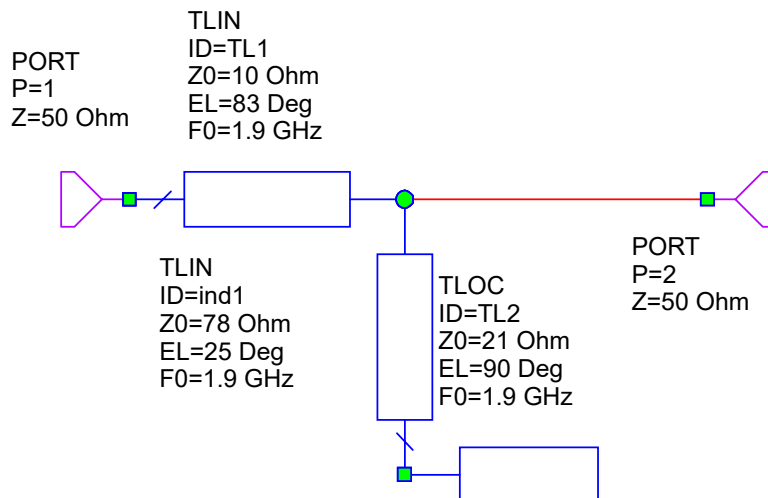 TLIN
ID=TL1
Z0=10 Ohm
EL=83 Deg
F0=1.9 GHz
PORT
P=1
Z=50 Ohm
PORT
P=2
Z=50 Ohm
TLIN
ID=ind1
Z0=78 Ohm
EL=25 Deg
F0=1.9 GHz
TLOC
ID=TL2
Z0=21 Ohm
EL=90 Deg
F0=1.9 GHz